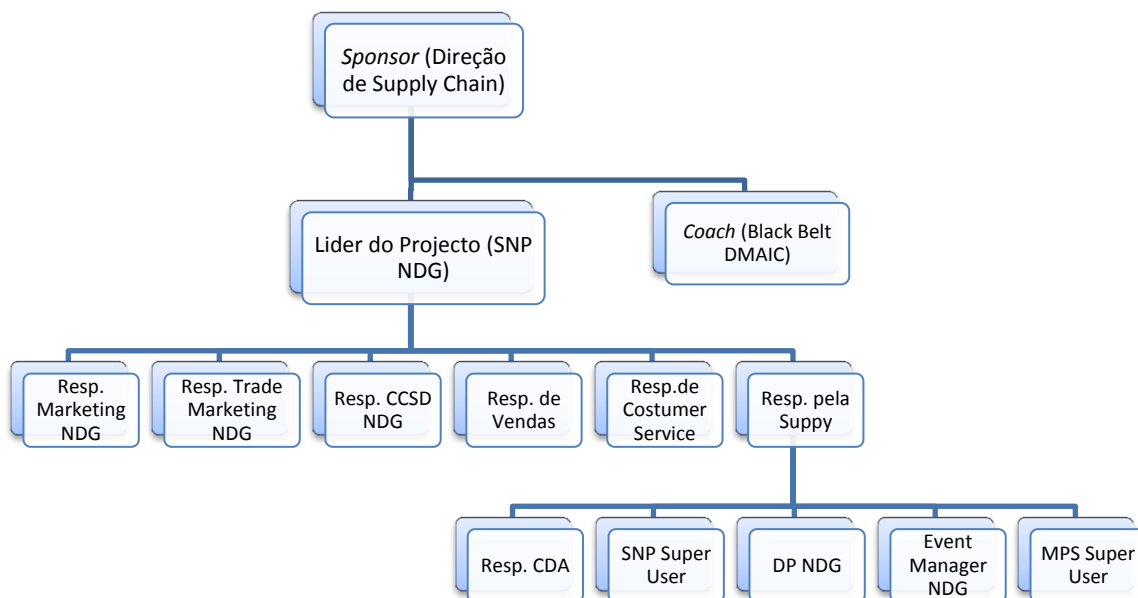 Sponsor (Direção
de Supply Chain)
Lider do Projecto (SNP
NDG)
Coach (Black Belt
DMAIC)
Resp.
Marketing
NDG
Resp. Trade
Marketing
NDG
Resp. CCSD
NDG
Resp. de
Vendas
Resp.de
Costumer
Service
Resp. pela
Suppy
Resp. CDA
SNP Super
User
DP NDG
Event
Manager
NDG
MPS Super
User